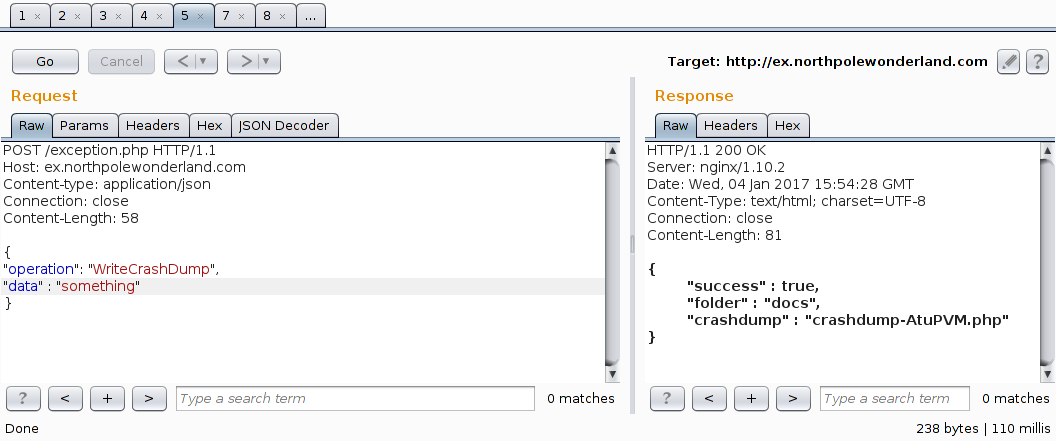 1 × 2 × 3 × 4 × 5 × 7 × 8 × ...
Go Cancel < ▼ > ▼ Target: http://ex.northpolewonderland.com ?
Request
Raw Params Headers Hex JSON Decoder
POST /exception.php HTTP/1.1
Host: ex.northpolewonderland.com
Content-type: application/json
Connection: close
Content-Length: 58
{
"operation": "WriteCrashDump",
"data" : "something"
}
? < + > Type a search term 0 matches
Response
Raw Headers Hex
HTTP/1.1 200 OK
Server: nginx/1.10.2
Date: Wed, 04 Jan 2017 15:54:28 GMT
Content-Type: text/html; charset=UTF-8
Connection: close
Content-Length: 81
{
"success" : true,
"folder" : "docs",
"crashdump" : "crashdump-AtuPVM.php"
}
? < + > Type a search term 0 matches
Done 238 bytes | 110 millis